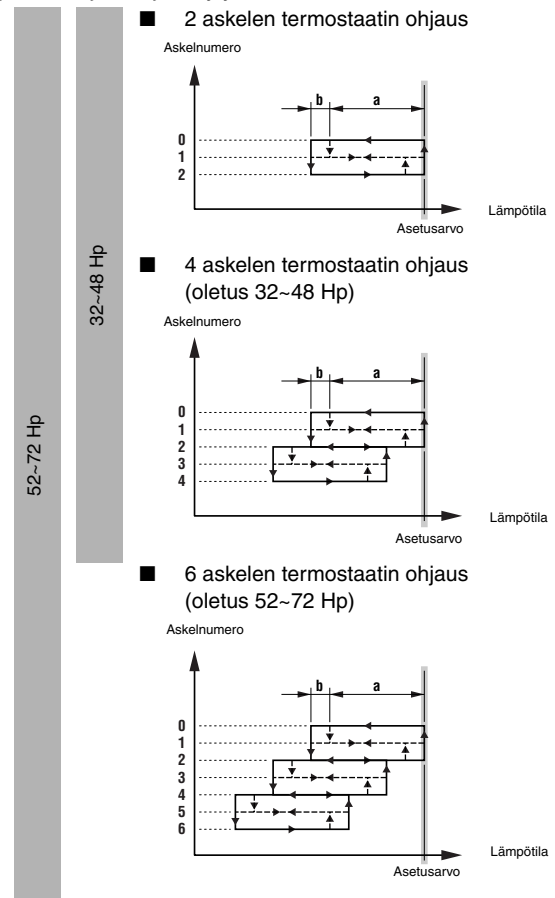 ■ 2 askelen termostaatin ohjaus
Askelnumero
b a
0
1
2
Lämpötila
Asetusarvo
32~48 Hp
■ 4 askelen termostaatin ohjaus
(oletus 32~48 Hp)
Askelnumero
b a
0
1
2
3
4
Lämpötila
Asetusarvo
52~72 Hp
■ 6 askelen termostaatin ohjaus
(oletus 52~72 Hp)
Askelnumero
b a
0
1
2
3
4
5
6
Lämpötila
Asetusarvo